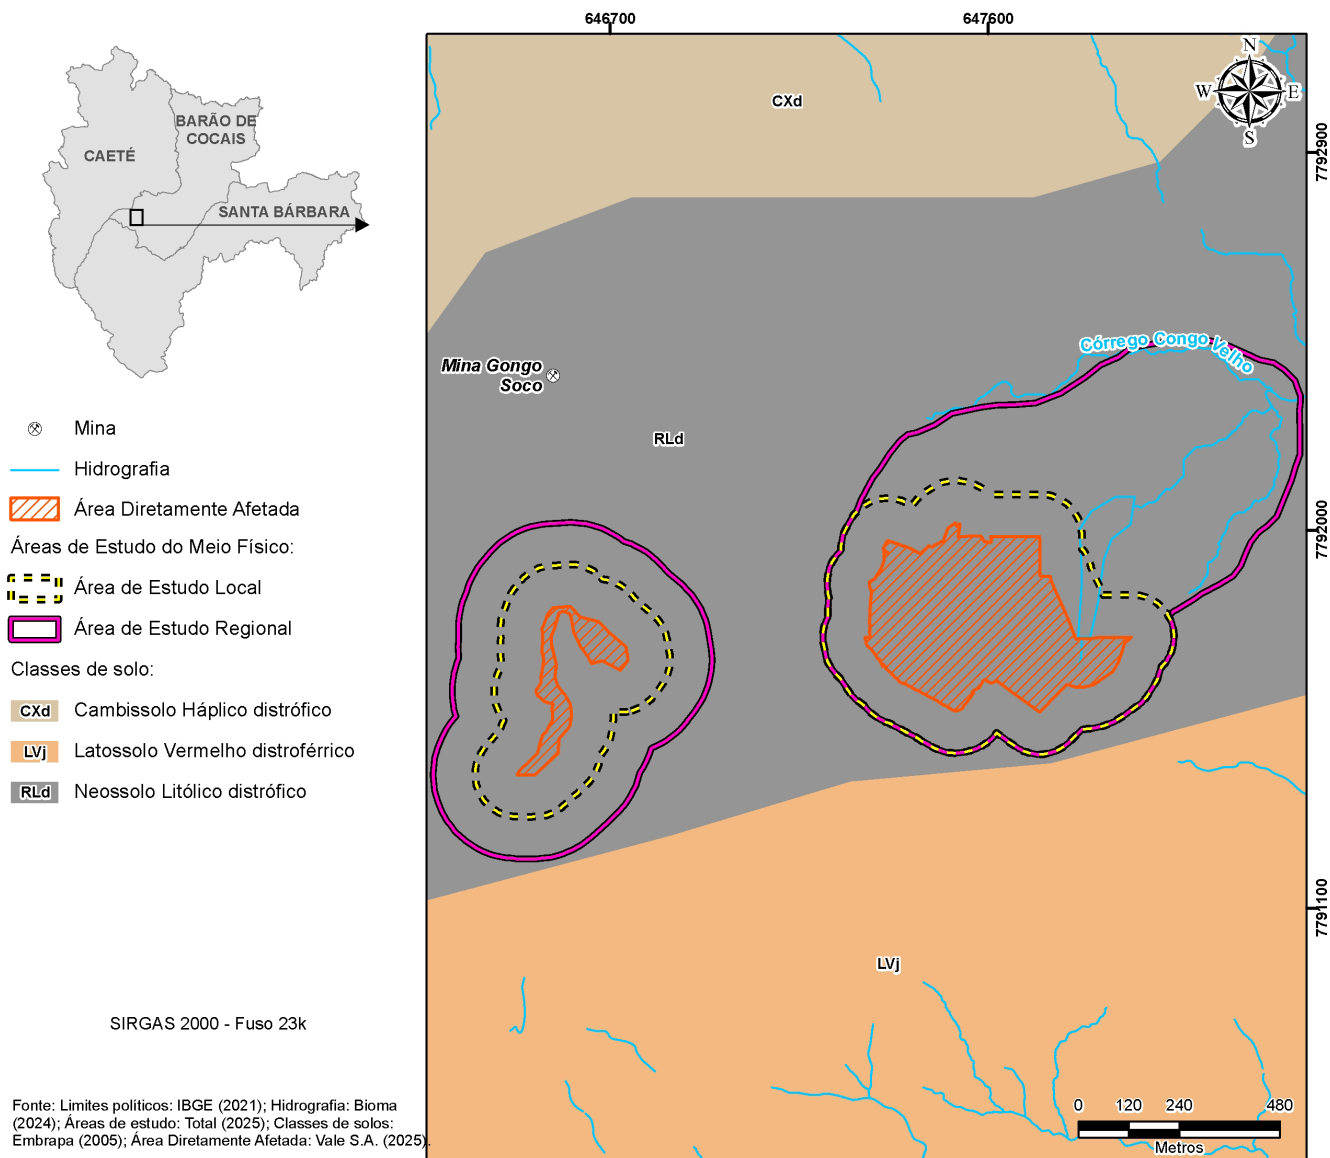 646700
647600
N
W
E
S
CXd
BARÃO DE
COCAIS
CAETÉ
SANTA BÁRBARA
7792900
Córrego Congo Velho
Mina Gongo
Soco
RLd
Mina
Hidrografia
Área Diretamente Afetada
Áreas de Estudo do Meio Físico:
Área de Estudo Local
Área de Estudo Regional
Classes de solo:
CXd
Cambissolo Háplico distrófico
LVj
Latossolo Vermelho distroférrico
RLd
Neossolo Litólico distrófico
7792000
7791100
LVj
SIRGAS 2000 - Fuso 23k
0 120 240 480
Metros
Fonte: Limites políticos: IBGE (2021); Hidrografia: Bioma
(2024); Áreas de estudo: Total (2025); Classes de solos:
Embrapa (2005); Área Diretamente Afetada: Vale S.A. (2025).